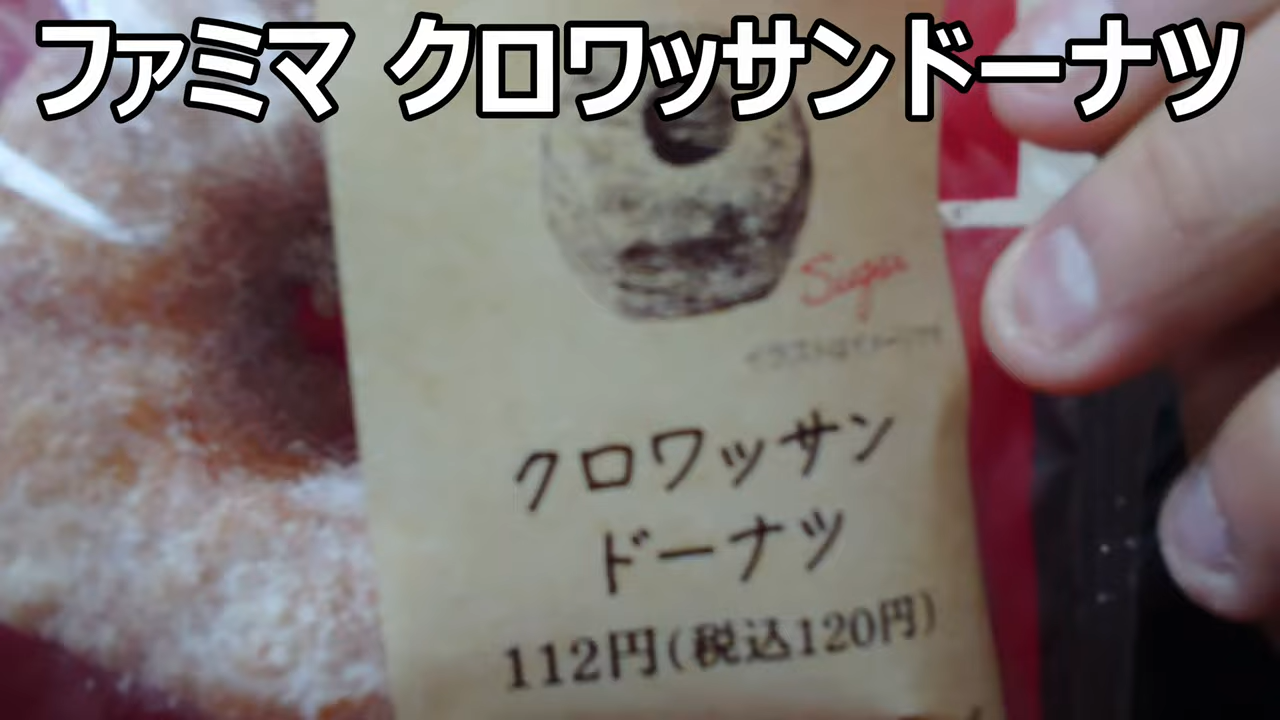 ファミマ クロワッサンドーナツ
Sugar
クロワッサン
ドーナツ
112円(税込120円)